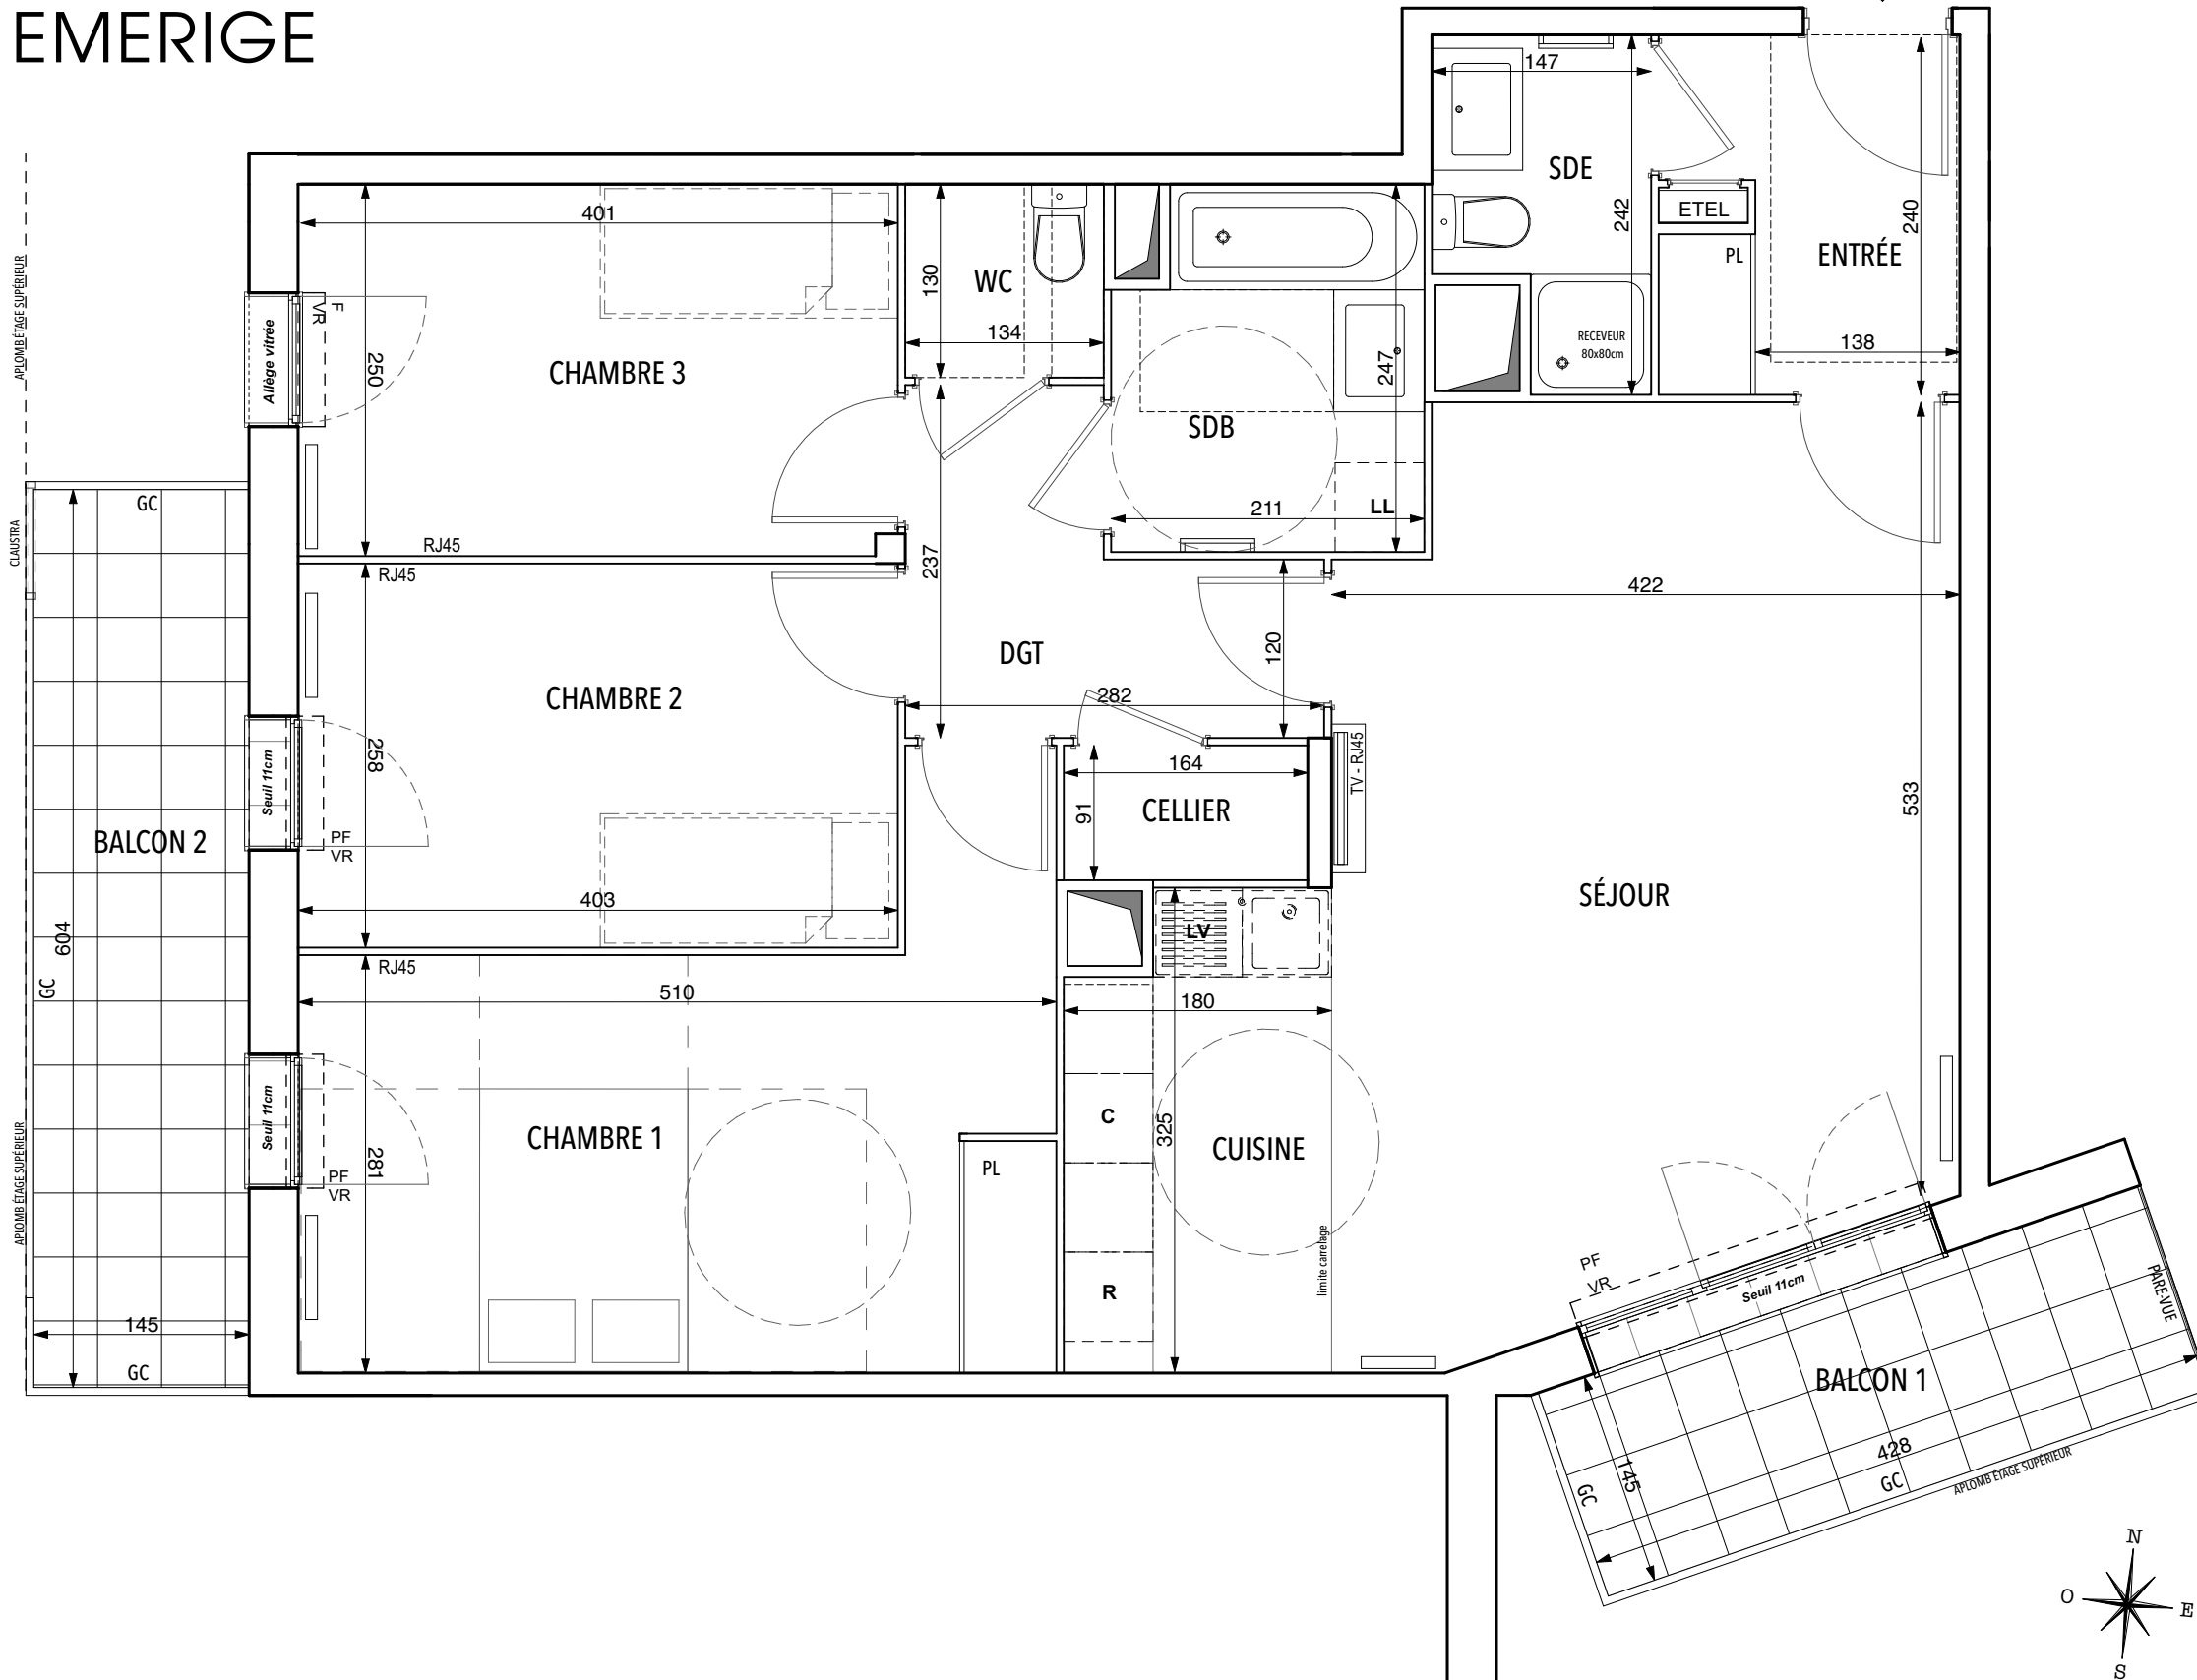 EMERIGE
147
SDE
242
240
ETEL
PL
ENTRÉE
138
RECEVEUR
80x80cm
401
130
WC
134
247
SDB
211
LL
APLOMB ÉTAGE SUPÉRIEUR
Allège vitrée
F
VR
250
CHAMBRE 3
RJ45
CLAUSTRA
GC
RJ45
237
422
120
DGT
282
CHAMBRE 2
258
Seuil 11cm
PF
VR
BALCON 2
403
164
91
CELLIER
TV - RJ45
533
SÉJOUR
604
GC
RJ45
510
LV
180
C
325
CUISINE
R
limite carrelage
CHAMBRE 1
281
Seuil 11cm
PF
VR
PL
APLOMB ÉTAGE SUPÉRIEUR
145
GC
PF
VR
Seuil 11cm
PARE-VUE
BALCON 1
428
145
GC
GC
APLOMB ÉTAGE SUPÉRIEUR
N
O
E
S